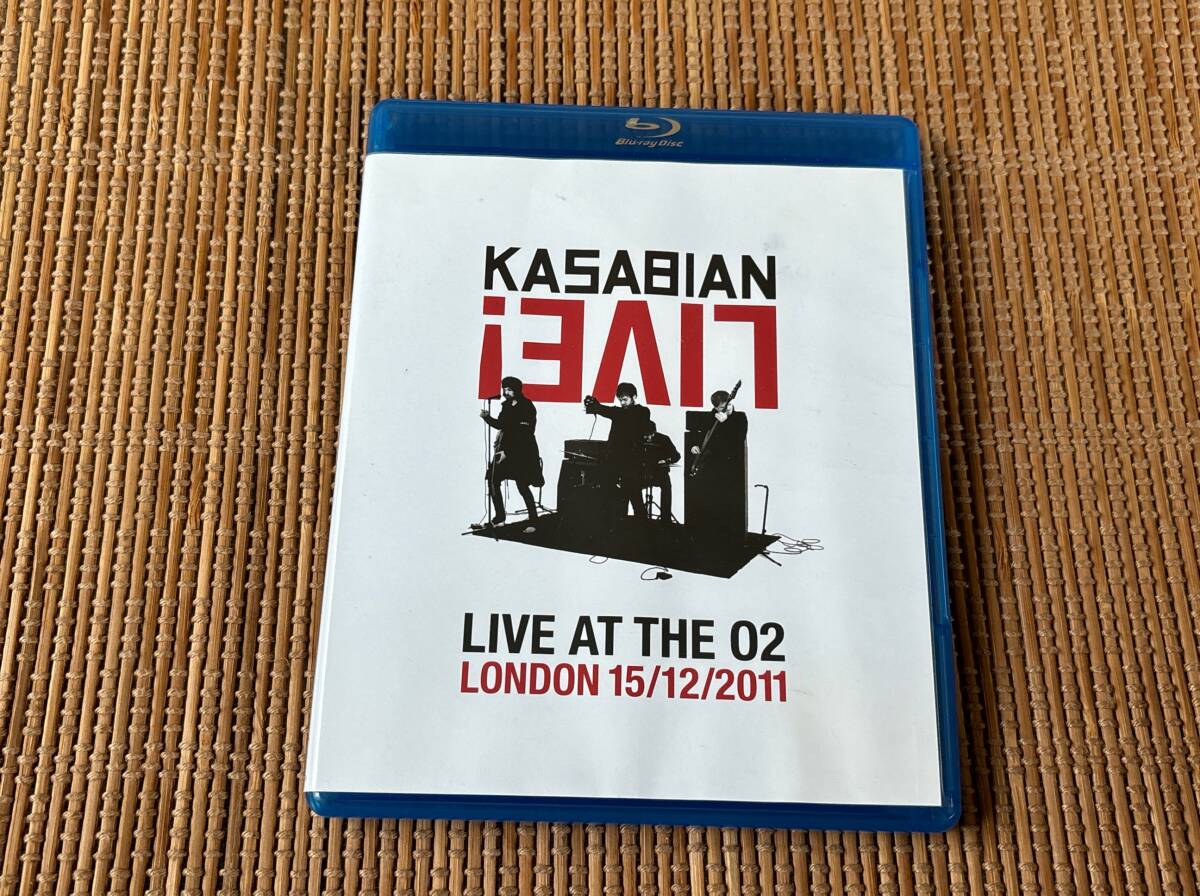 Blu-ray Disc
KASABIAN
LIVE!
LIVE AT THE O2
LONDON 15/12/2011